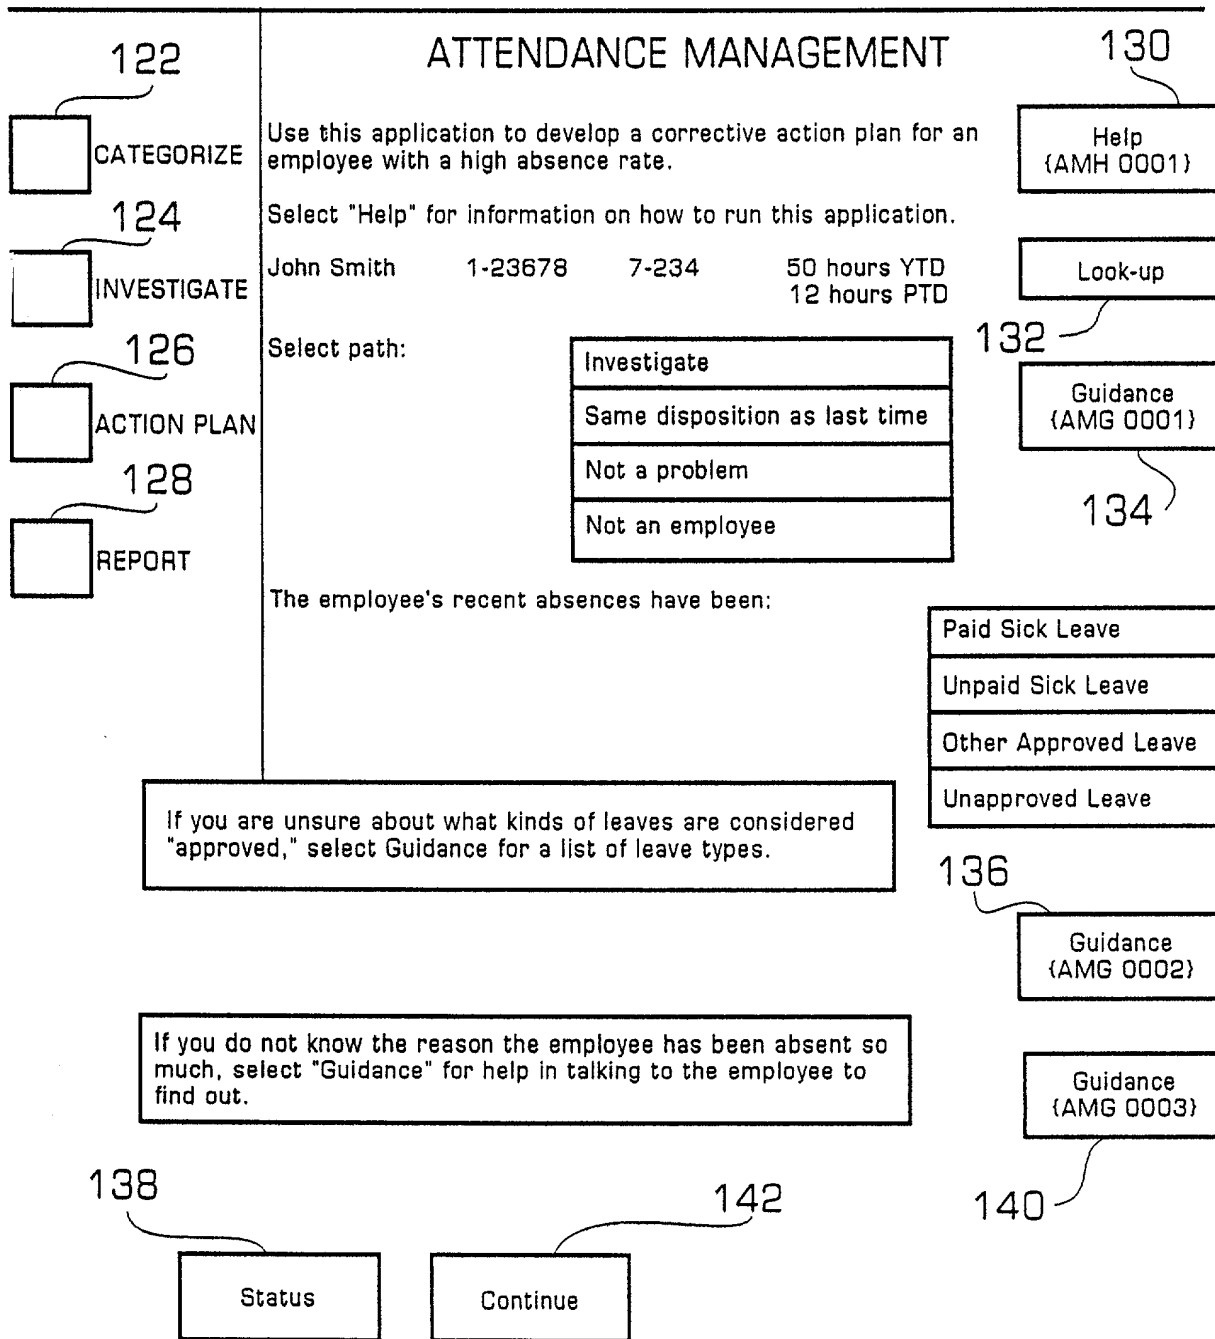 ATTENDANCE MANAGEMENT
130
122
Use this application to develop a corrective action plan for an
employee with a high absence rate.
Help
{AMH 0001}
CATEGORIZE
124
Select "Help" for information on how to run this application.
INVESTIGATE
John Smith 1-23678 7-234 50 hours YTD
12 hours PTD
Look-up
132
126
Select path:
Investigate
Same disposition as last time
Not a problem
Not an employee
Guidance
{AMG 0001}
134
ACTION PLAN
128
REPORT
The employee's recent absences have been:
Paid Sick Leave
Unpaid Sick Leave
Other Approved Leave
Unapproved Leave
If you are unsure about what kinds of leaves are considered
"approved," select Guidance for a list of leave types.
136
Guidance
{AMG 0002}
If you do not know the reason the employee has been absent so
much, select "Guidance" for help in talking to the employee to
find out.
Guidance
{AMG 0003}
140
138
142
Status
Continue